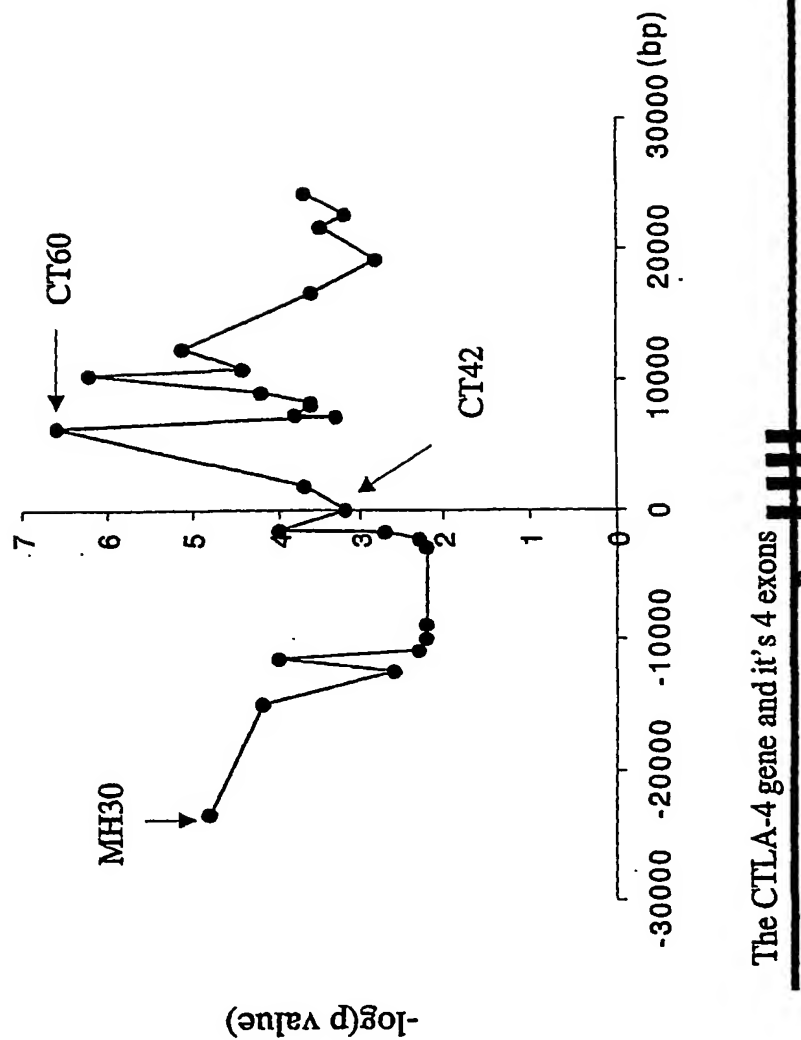 -log(p value)
7
6
5
4
3
2
1
0
-30000
-20000
-10000
0
10000
20000
30000 (bp)
MH30
CT60
CT42
The CTLA-4 gene and it's 4 exons